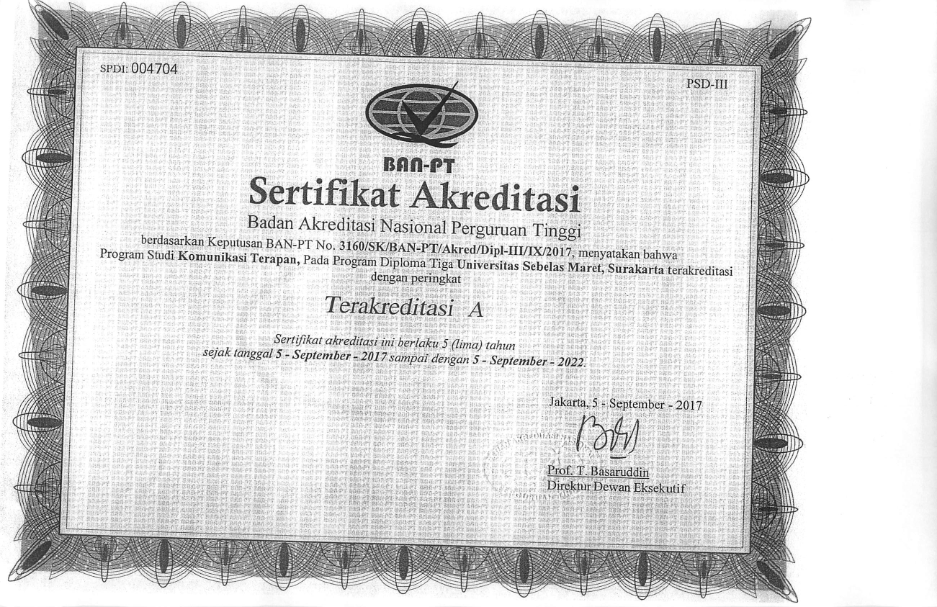 SPDI: 004704
PSD-III
BAN-PT
Sertifikat Akreditasi
Badan Akreditasi Nasional Perguruan Tinggi
berdasarkan Keputusan BAN-PT No. 3160/SK/BAN-PT/Akred/Dipl-III/IX/2017, menyatakan bahwa
Program Studi Komunikasi Terapan, Pada Program Diploma Tiga Universitas Sebelas Maret, Surakarta terakreditasi
dengan peringkat
Terakreditasi A
Sertifikat akreditasi ini berlaku 5 (lima) tahun
sejak tanggal 5 - September - 2017 sampai dengan 5 - September - 2022.
Jakarta, 5 - September - 2017
Prof. T. Basaruddin
Direktur Dewan Eksekutif